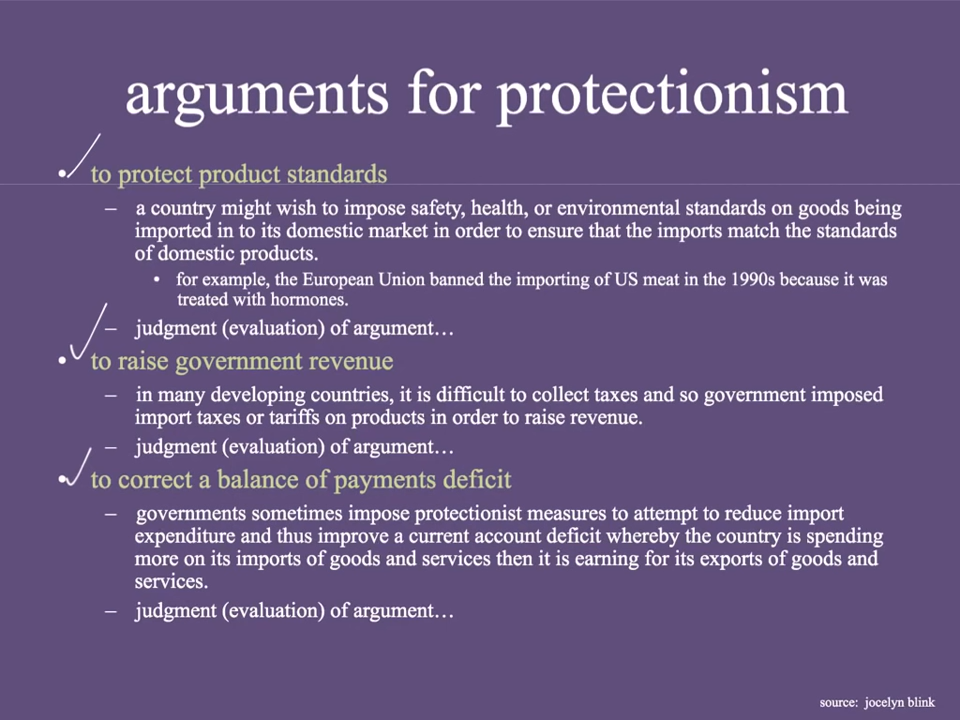 arguments for protectionism
• to protect product standards
– a country might wish to impose safety, health, or environmental standards on goods being
imported in to its domestic market in order to ensure that the imports match the standards
of domestic products.
• for example, the European Union banned the importing of US meat in the 1990s because it was
treated with hormones.
– judgment (evaluation) of argument…
• to raise government revenue
– in many developing countries, it is difficult to collect taxes and so government imposed
import taxes or tariffs on products in order to raise revenue.
– judgment (evaluation) of argument…
• to correct a balance of payments deficit
– governments sometimes impose protectionist measures to attempt to reduce import
expenditure and thus improve a current account deficit whereby the country is spending
more on its imports of goods and services then it is earning for its exports of goods and
services.
– judgment (evaluation) of argument…
source: jocelyn blink